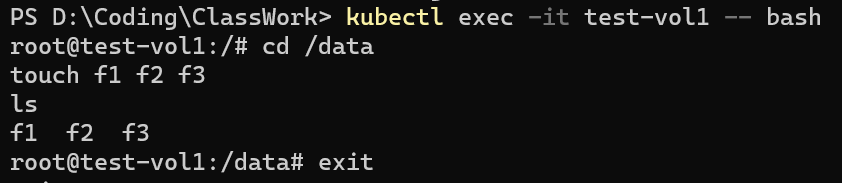 PS D:\Coding\ClassWork> kubectl exec -it test-vol1 -- bash
root@test-vol1:/# cd /data
touch f1 f2 f3
ls
f1  f2  f3
root@test-vol1:/data# exit